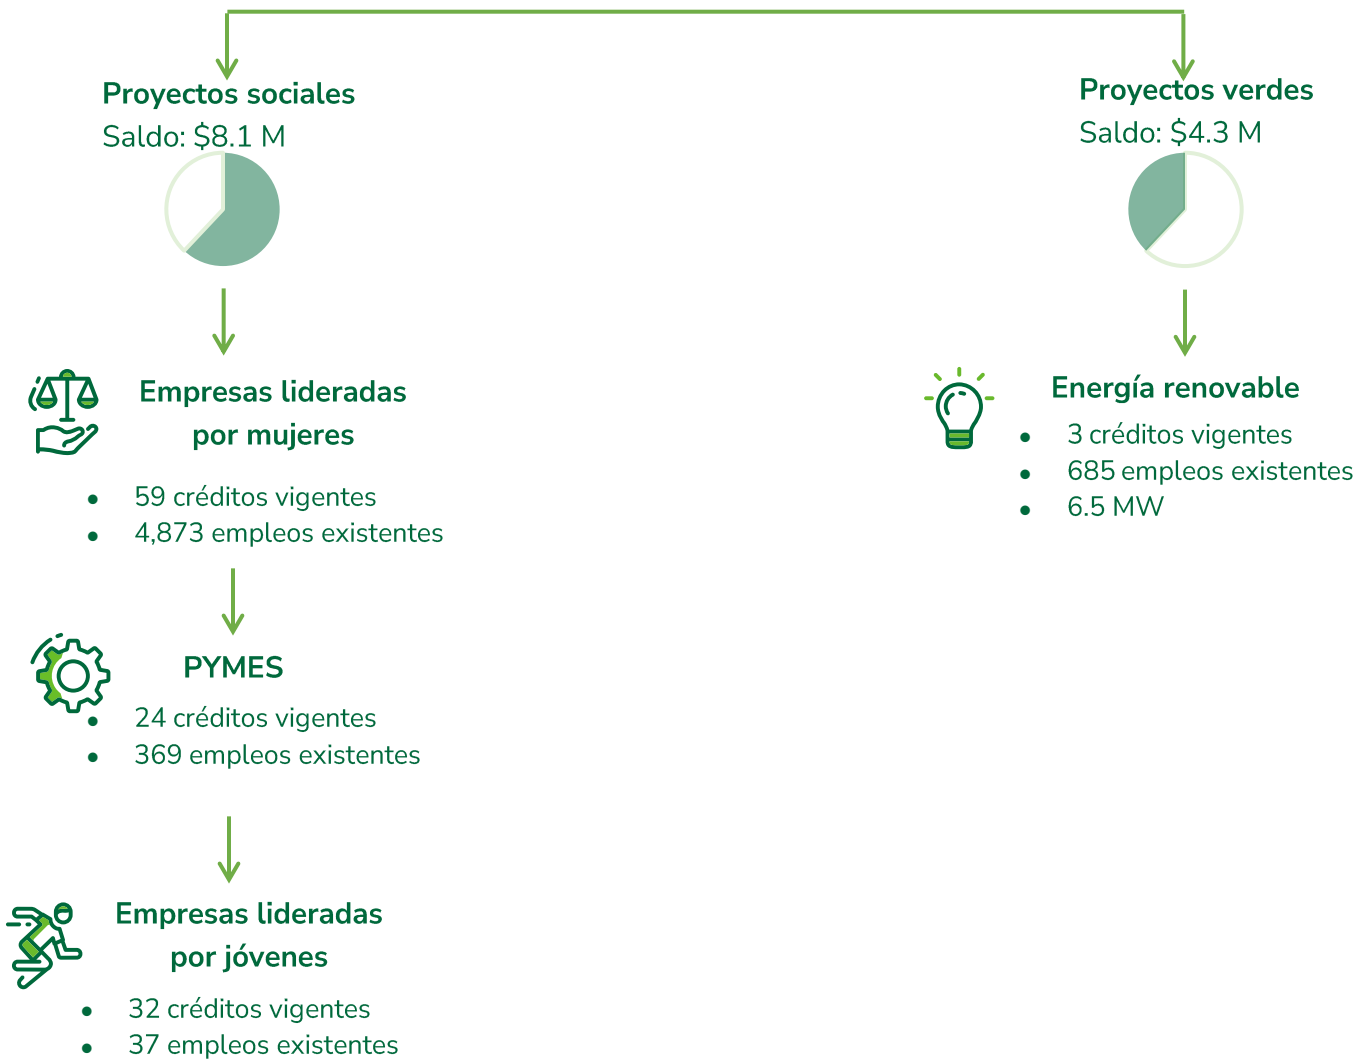 Proyectos sociales
Saldo: $8.1 M
Proyectos verdes
Saldo: $4.3 M
Empresas lideradas
por mujeres
• 59 créditos vigentes
• 4,873 empleos existentes
PYMES
• 24 créditos vigentes
• 369 empleos existentes
Empresas lideradas
por jóvenes
• 32 créditos vigentes
• 37 empleos existentes
Energía renovable
• 3 créditos vigentes
• 685 empleos existentes
• 6.5 MW